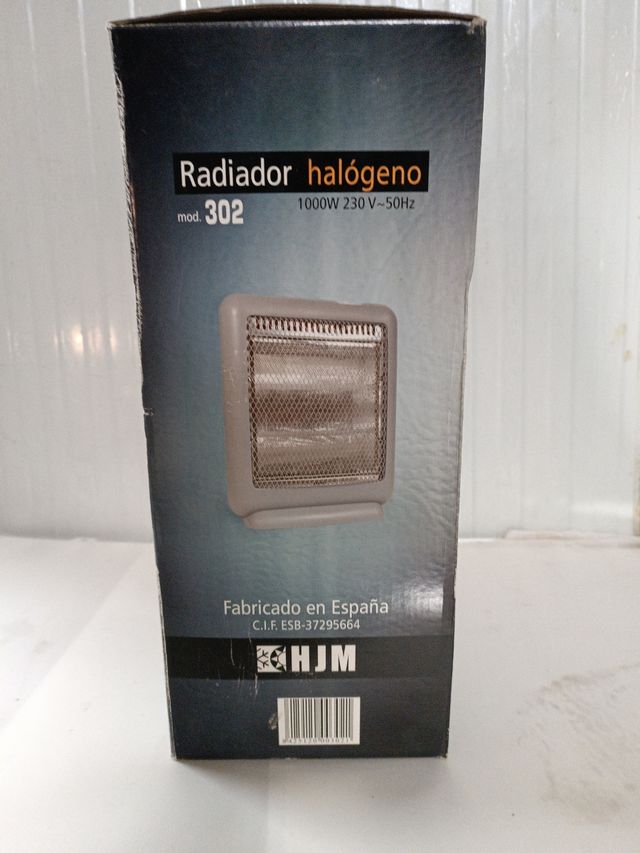 Radiador halógeno
mod. 302 1000W 230 V~50Hz
Fabricado en España
C.I.F. ESB-37295664
HJM